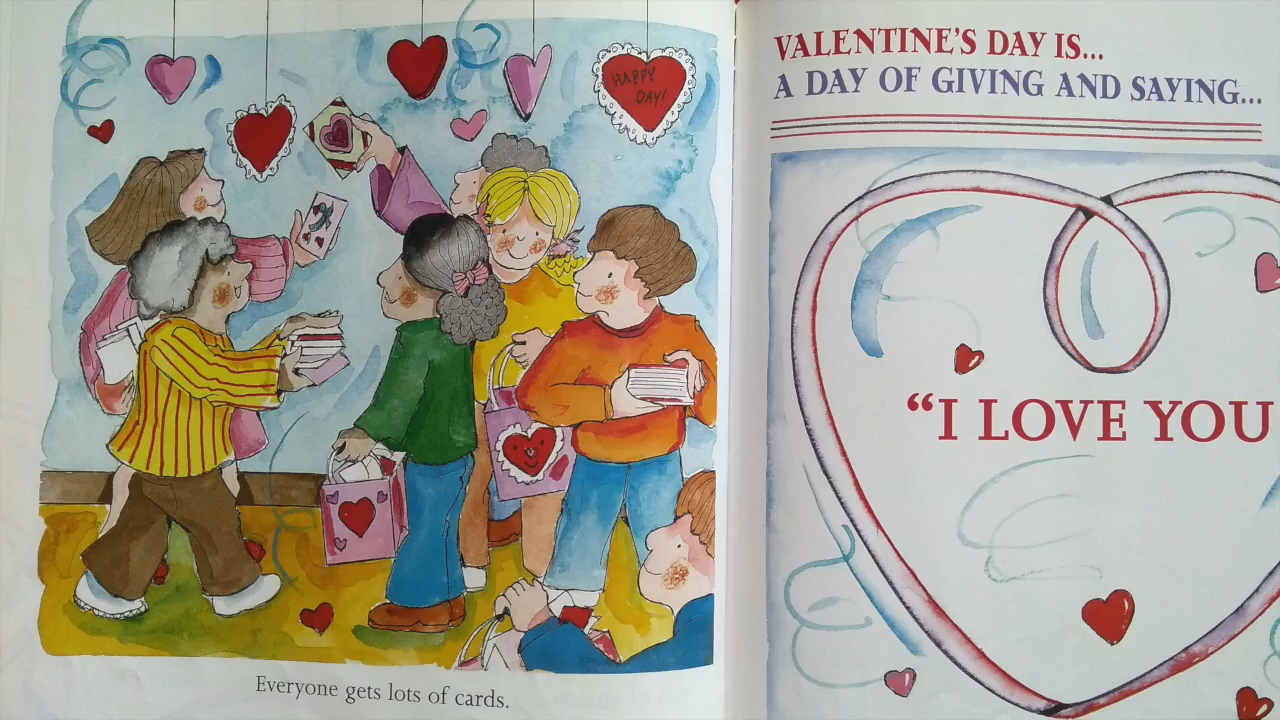 HAPPY
DAY!
Everyone gets lots of cards.
VALENTINE'S DAY IS...
A DAY OF GIVING AND SAYING...
"I LOVE YOU